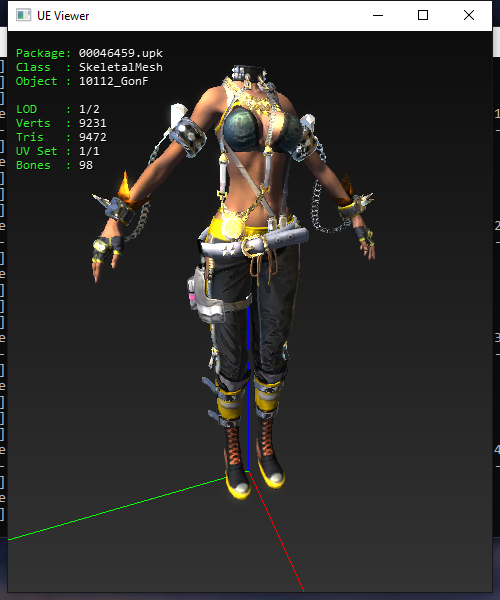 UE Viewer
Package: 00046459.upk
Class : SkeletalMesh
Object : 10112_GonF
LOD : 1/2
Verts : 9231
Tris : 9472
UV Set : 1/1
Bones : 98